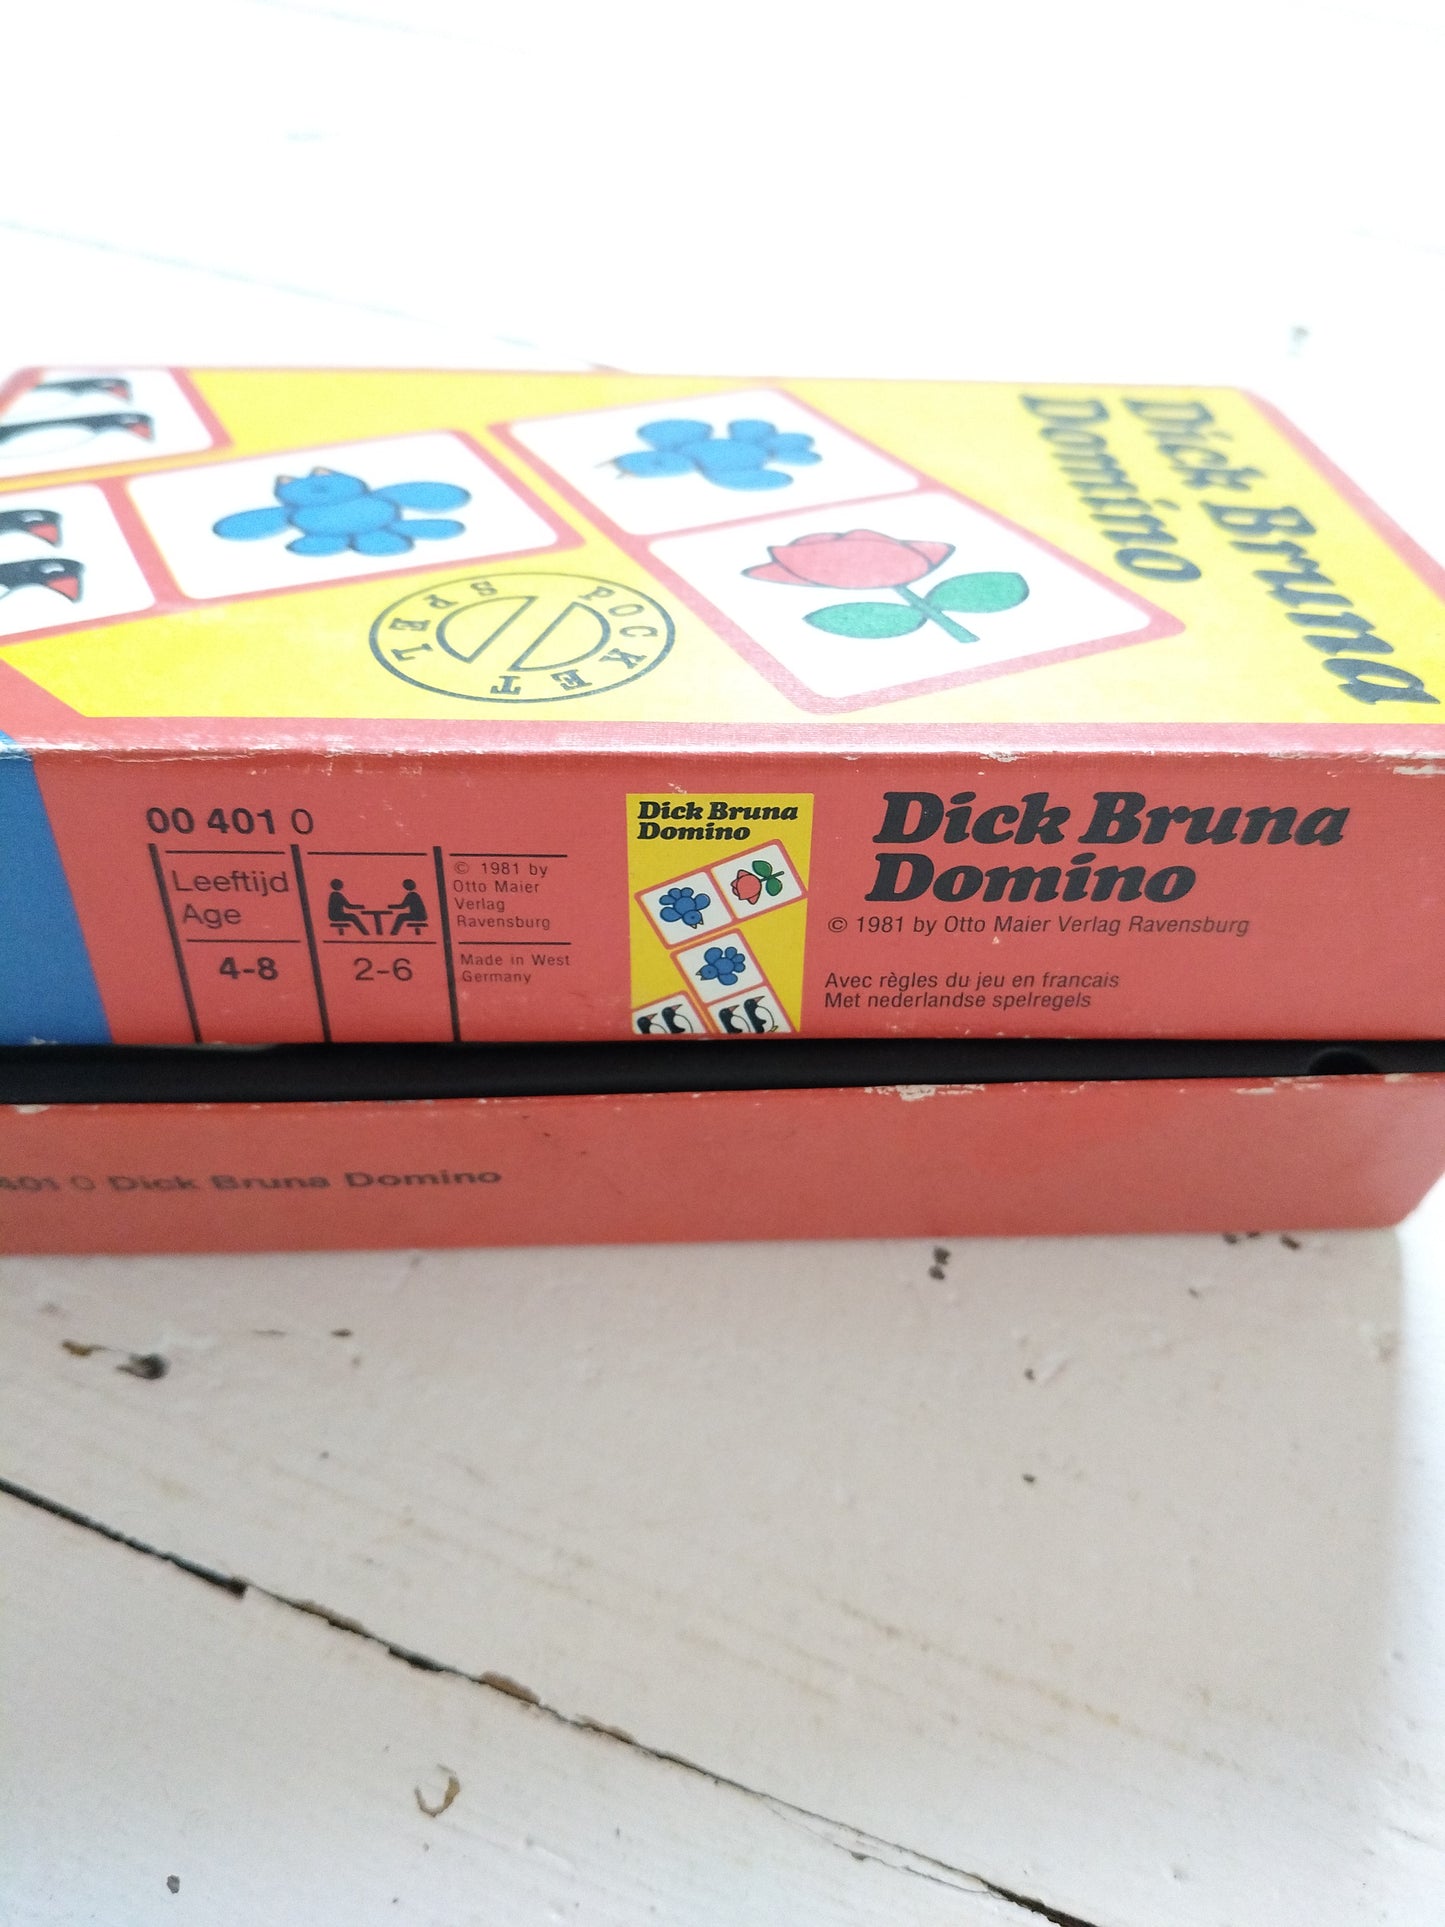 Dick Bruna
Domino
POCKET
SPELT
00 401 0
Leeftijd
Age
4-8
2-6
© 1981 by
Otto Maier
Verlag
Ravensburg
Made in West
Germany
Dick Bruna
Domino
Dick Bruna
Domino
© 1981 by Otto Maier Verlag Ravensburg
Avec règles du jeu en francais
Met nederlandse spelregels
401 0 Dick Bruna Domino